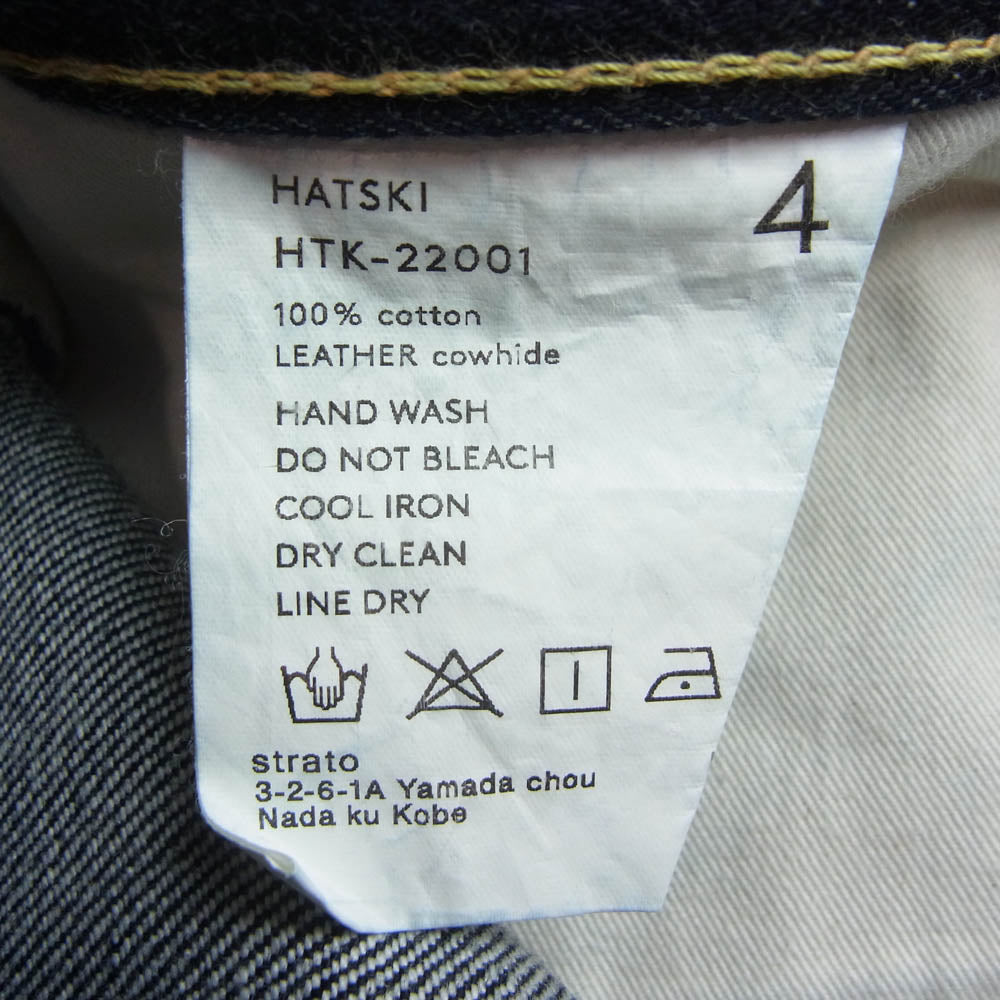 HATSKI
4
HTK-22001
100% cotton
LEATHER cowhide
HAND WASH
DO NOT BLEACH
COOL IRON
DRY CLEAN
LINE DRY
strato
3-2-6-1A Yamada chou
Nada ku Kobe